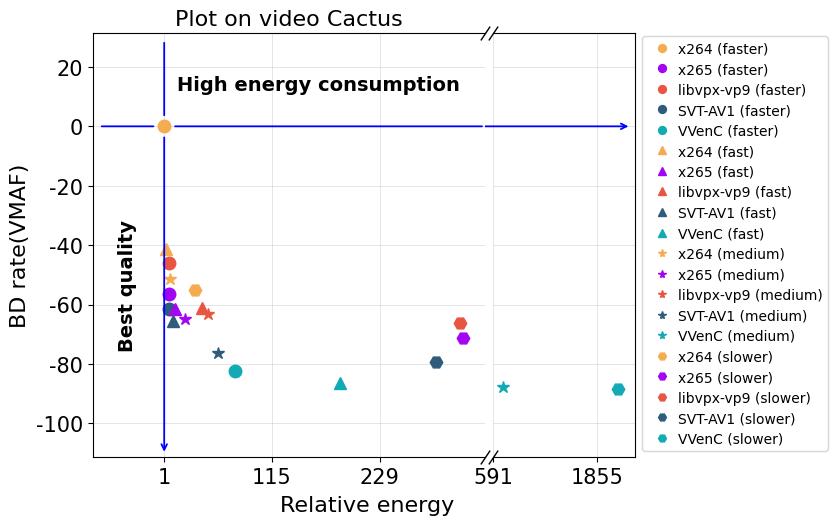 Plot on video Cactus
20
0
-20
-40
-60
-80
-100
BD rate(VMAF)
High energy consumption
Best quality
1
115
229
591
1855
Relative energy
x264 (faster)
x265 (faster)
libvpx-vp9 (faster)
SVT-AV1 (faster)
VVenC (faster)
x264 (fast)
x265 (fast)
libvpx-vp9 (fast)
SVT-AV1 (fast)
VVenC (fast)
x264 (medium)
x265 (medium)
libvpx-vp9 (medium)
SVT-AV1 (medium)
VVenC (medium)
x264 (slower)
x265 (slower)
libvpx-vp9 (slower)
SVT-AV1 (slower)
VVenC (slower)